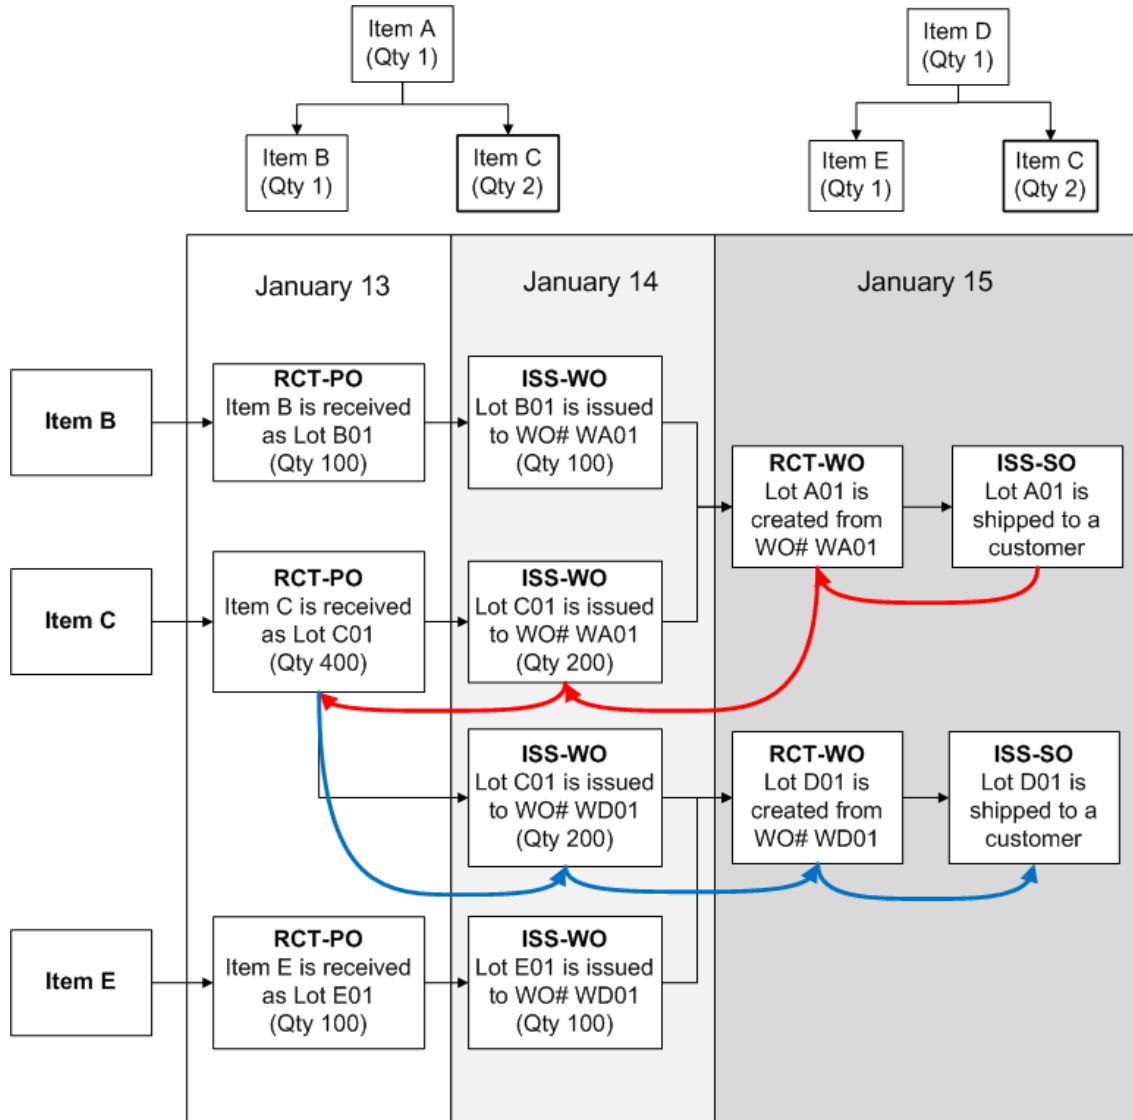 Item A
(Qty 1)
Item D
(Qty 1)
Item B
(Qty 1)
Item C
(Qty 2)
Item E
(Qty 1)
Item C
(Qty 2)
January 13
January 14
January 15
Item B
RCT-PO
Item B is received
as Lot B01
(Qty 100)
ISS-WO
Lot B01 is issued
to WO# WA01
(Qty 100)
RCT-WO
Lot A01 is
created from
WO# WA01
ISS-SO
Lot A01 is
shipped to a
customer
Item C
RCT-PO
Item C is received
as Lot C01
(Qty 400)
ISS-WO
Lot C01 is issued
to WO# WA01
(Qty 200)
ISS-WO
Lot C01 is issued
to WO# WD01
(Qty 200)
RCT-WO
Lot D01 is
created from
WO# WD01
ISS-SO
Lot D01 is
shipped to a
customer
Item E
RCT-PO
Item E is received
as Lot E01
(Qty 100)
ISS-WO
Lot E01 is issued
to WO# WD01
(Qty 100)